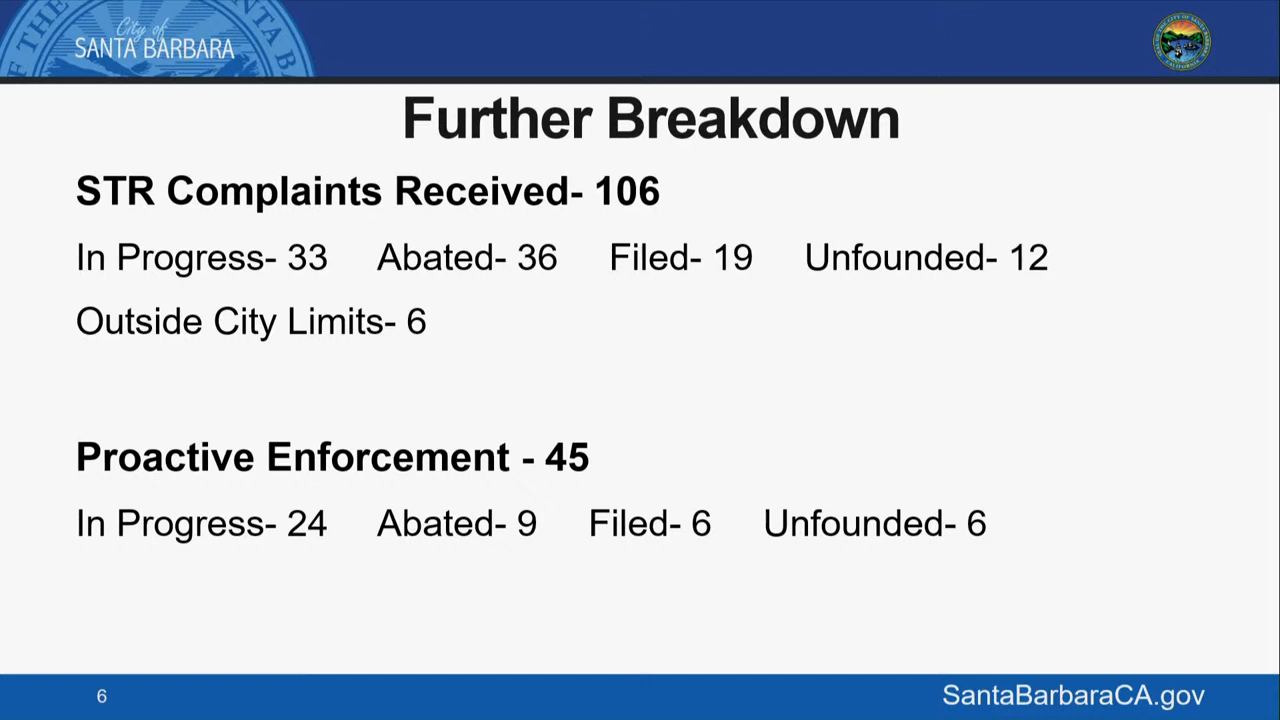 City of
SANTA BARBARA
Further Breakdown
STR Complaints Received- 106
In Progress- 33 Abated- 36 Filed- 19 Unfounded- 12
Outside City Limits- 6
Proactive Enforcement - 45
In Progress- 24 Abated- 9 Filed- 6 Unfounded- 6
6
SantaBarbaraCA.gov